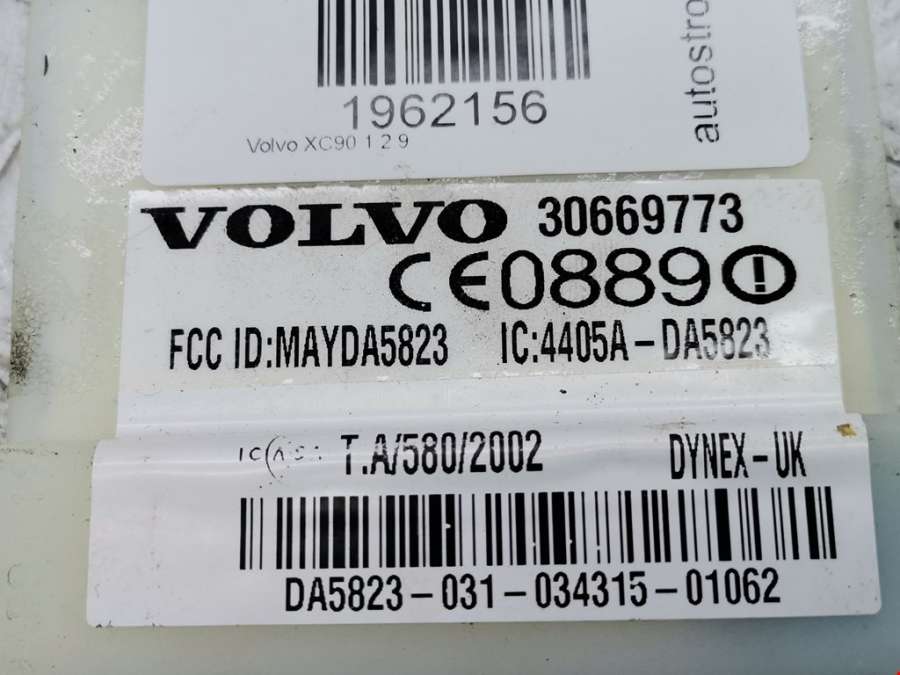 1962156
Volvo XC90 1 2 9
autostro
VOLVO 30669773
CE0889
FCC ID:MAYDA5823 IC:4405A-DA5823
T.A/580/2002 DYNEX-UK
DA5823-031-034315-01062